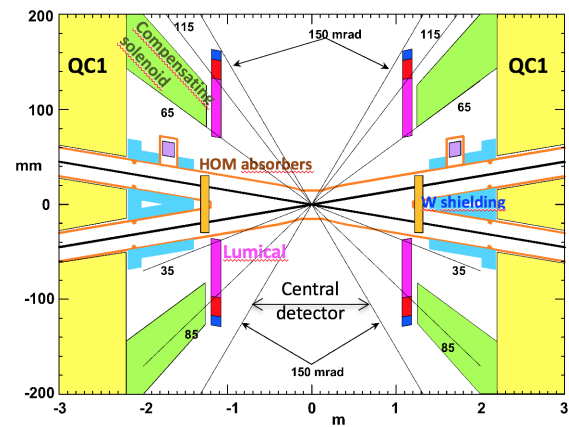 200
115
150 mrad
115
QC1
Compensating
solenoid
QC1
100
65
65
mm
HOM absorbers
0
W shielding
Lumical
35
35
-100
Central
detector
85
85
150 mrad
-200
-3
-2
-1
0
1
2
3
m